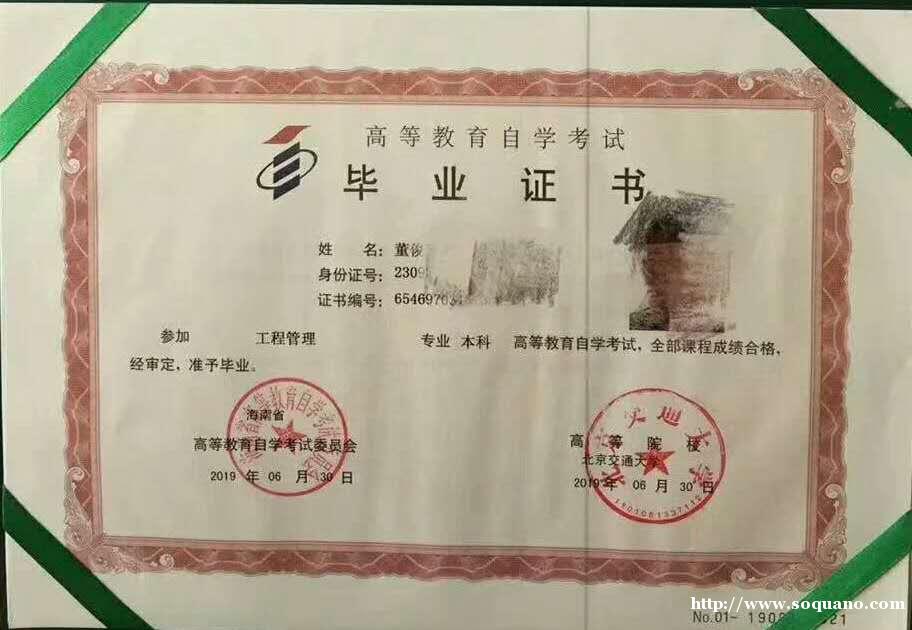 高等教育自学考试
毕业证书
姓 名：董俊
身份证号：2309
证书编号：65469763
参加 工程管理 专业 本科 高等教育自学考试，全部课程成绩合格，
经审定，准予毕业。
海南省
高等教育自学考试委员会
2019 年 06 月 30 日
高 等 院 校
北京交通大学
2019 年 06 月 30 日
http://www.soquano.com/
No.01- 190